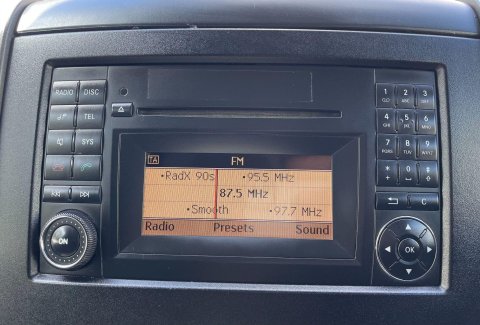 RADIO DISC
TEL
SYS
ON
TA FM
•RadX 90s •95.5 MHz
87.5 MHz
•Smooth •97.7 MHz
Radio Presets Sound
1 2 ABC 3 DEF
4 GHI 5 JKL 6 MNO
7 PQRS 8 TUV 9 WXYZ
* 0 #
C
OK